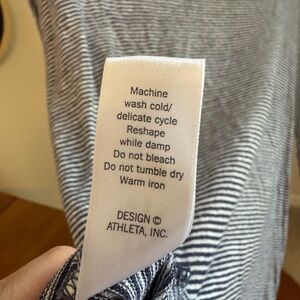 Machine
wash cold/
delicate cycle
Reshape
while damp
Do not bleach
Do not tumble dry
Warm iron
DESIGN ©
ATHLETA, INC.